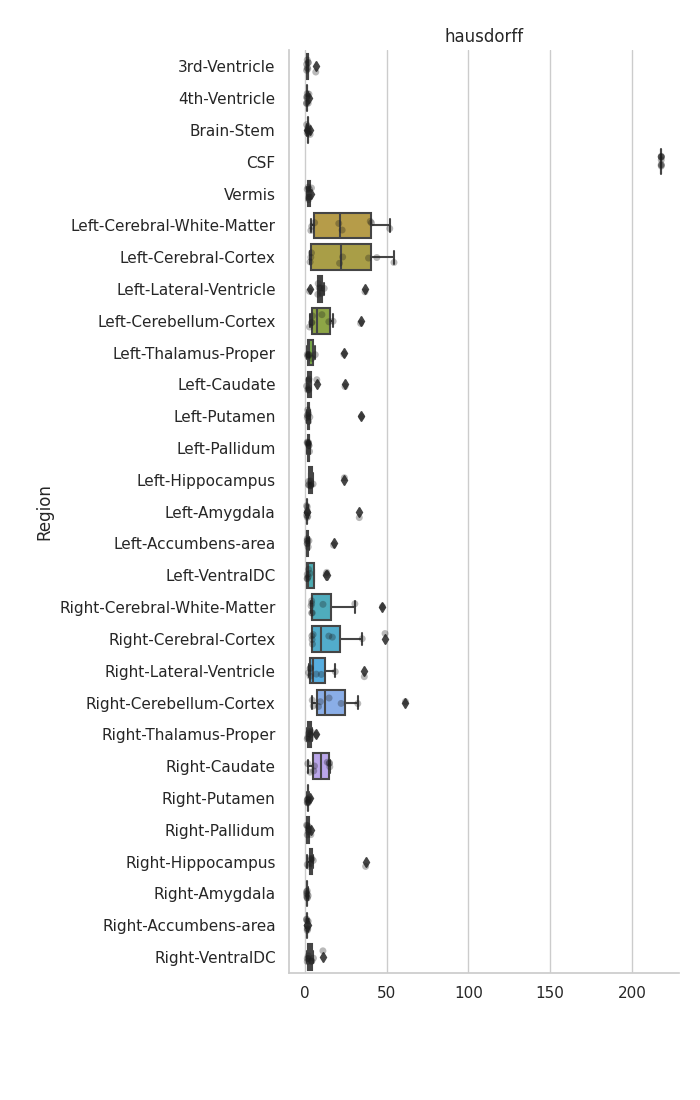 hausdorff
3rd-Ventricle
4th-Ventricle
Brain-Stem
CSF
Vermis
Left-Cerebral-White-Matter
Left-Cerebral-Cortex
Left-Lateral-Ventricle
Left-Cerebellum-Cortex
Left-Thalamus-Proper
Left-Caudate
Left-Putamen
Left-Pallidum
Left-Hippocampus
Left-Amygdala
Left-Accumbens-area
Left-VentralDC
Right-Cerebral-White-Matter
Right-Cerebral-Cortex
Right-Lateral-Ventricle
Right-Cerebellum-Cortex
Right-Thalamus-Proper
Right-Caudate
Right-Putamen
Right-Pallidum
Right-Hippocampus
Right-Amygdala
Right-Accumbens-area
Right-VentralDC
Region
0 50 100 150 200